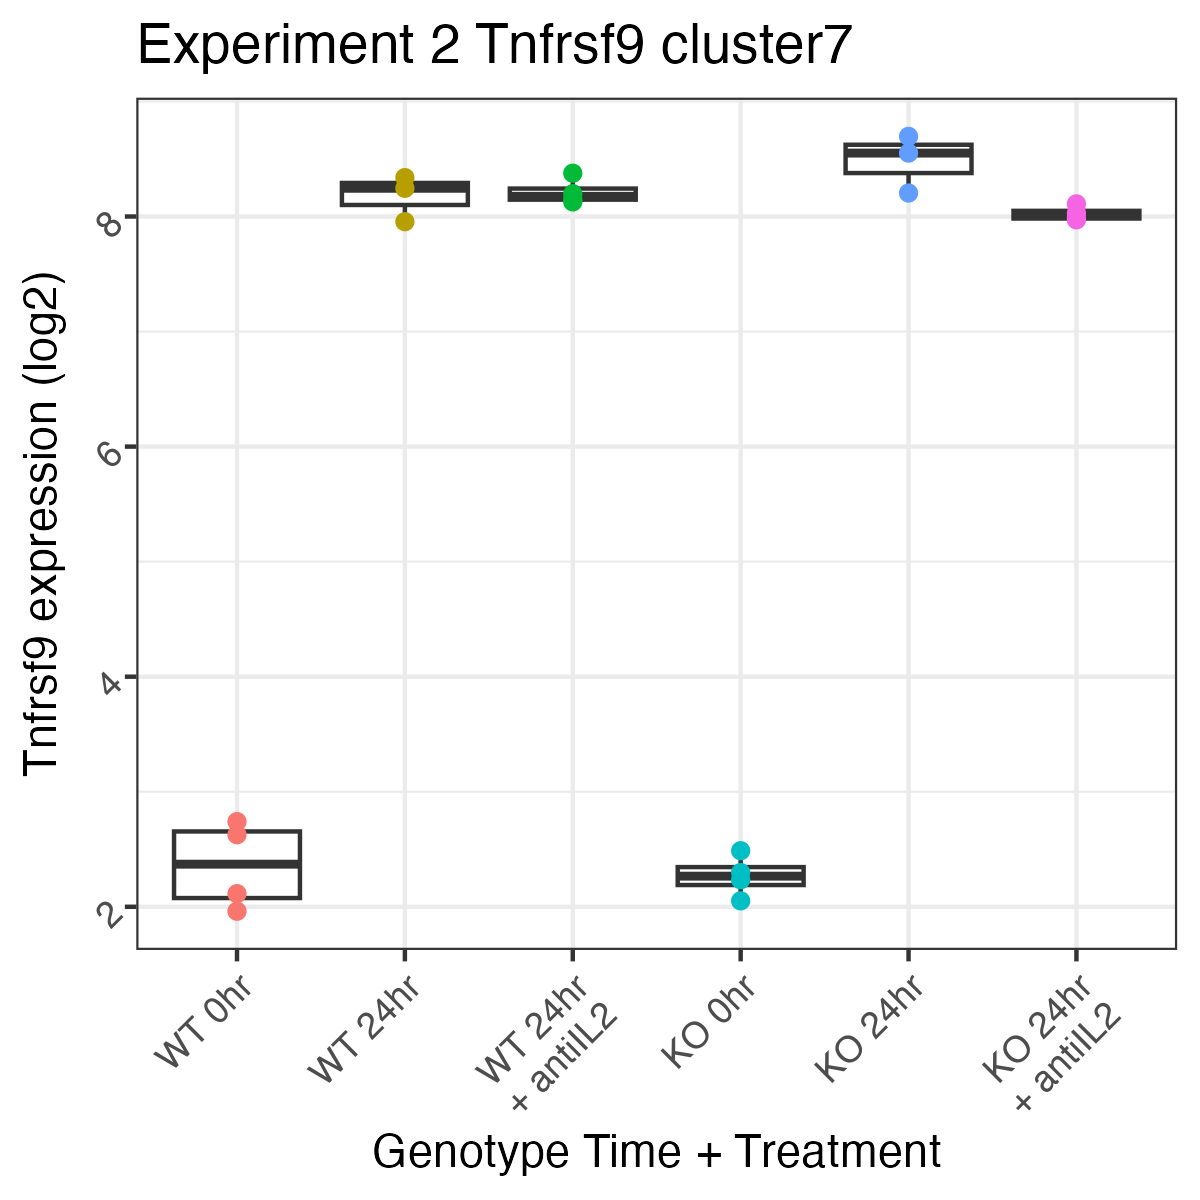 Experiment 2 Tnfrsf9 cluster7
Tnfrsf9 expression (log2)
8
6
4
2
WT 0hr
WT 24hr
WT 24hr
+ antiIL2
KO 0hr
KO 24hr
KO 24hr
+ antiIL2
Genotype Time + Treatment